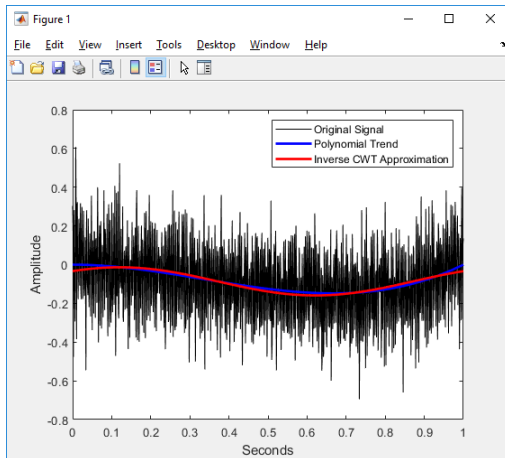 Figure 1
File Edit View Insert Tools Desktop Window Help
0.8
0.6
0.4
0.2
0
-0.2
-0.4
-0.6
-0.8
Amplitude
Original Signal
Polynomial Trend
Inverse CWT Approximation
0 0.1 0.2 0.3 0.4 0.5 0.6 0.7 0.8 0.9 1
Seconds